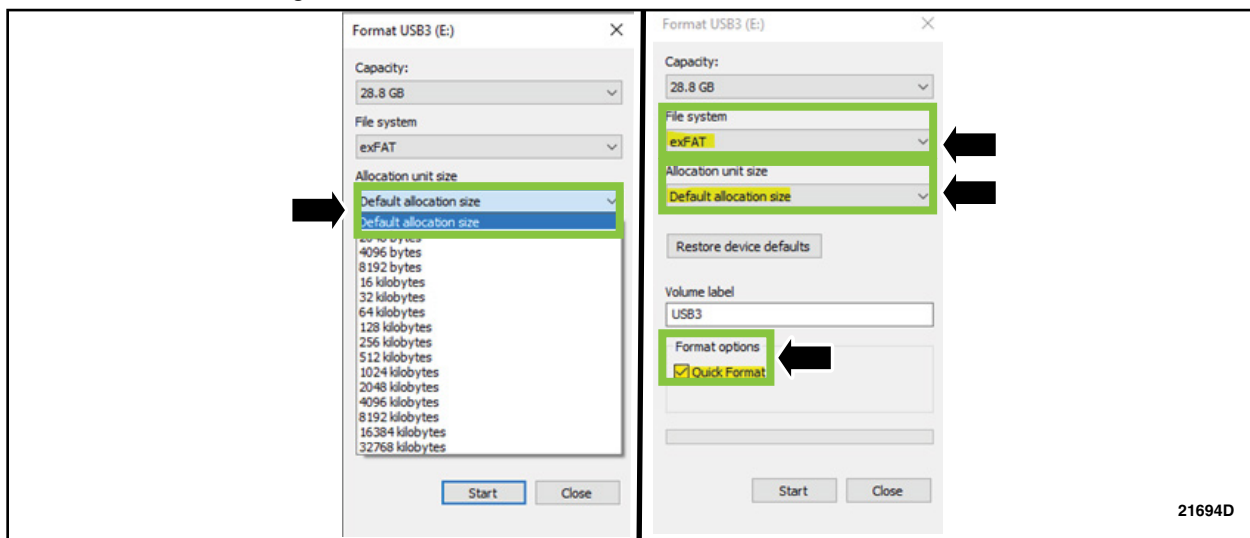 Format USB3 (E:)
Capacity:
28.8 GB
File system
exFAT
Allocation unit size
Default allocation size
Default allocation size
2048 bytes
4096 bytes
8192 bytes
16 kilobytes
32 kilobytes
64 kilobytes
128 kilobytes
256 kilobytes
512 kilobytes
1024 kilobytes
2048 kilobytes
4096 kilobytes
8192 kilobytes
16384 kilobytes
32768 kilobytes
Start Close
Format USB3 (E:)
Capacity:
28.8 GB
File system
exFAT
Allocation unit size
Default allocation size
Restore device defaults
Volume label
USB3
Format options
Quick Format
Start Close
21694D